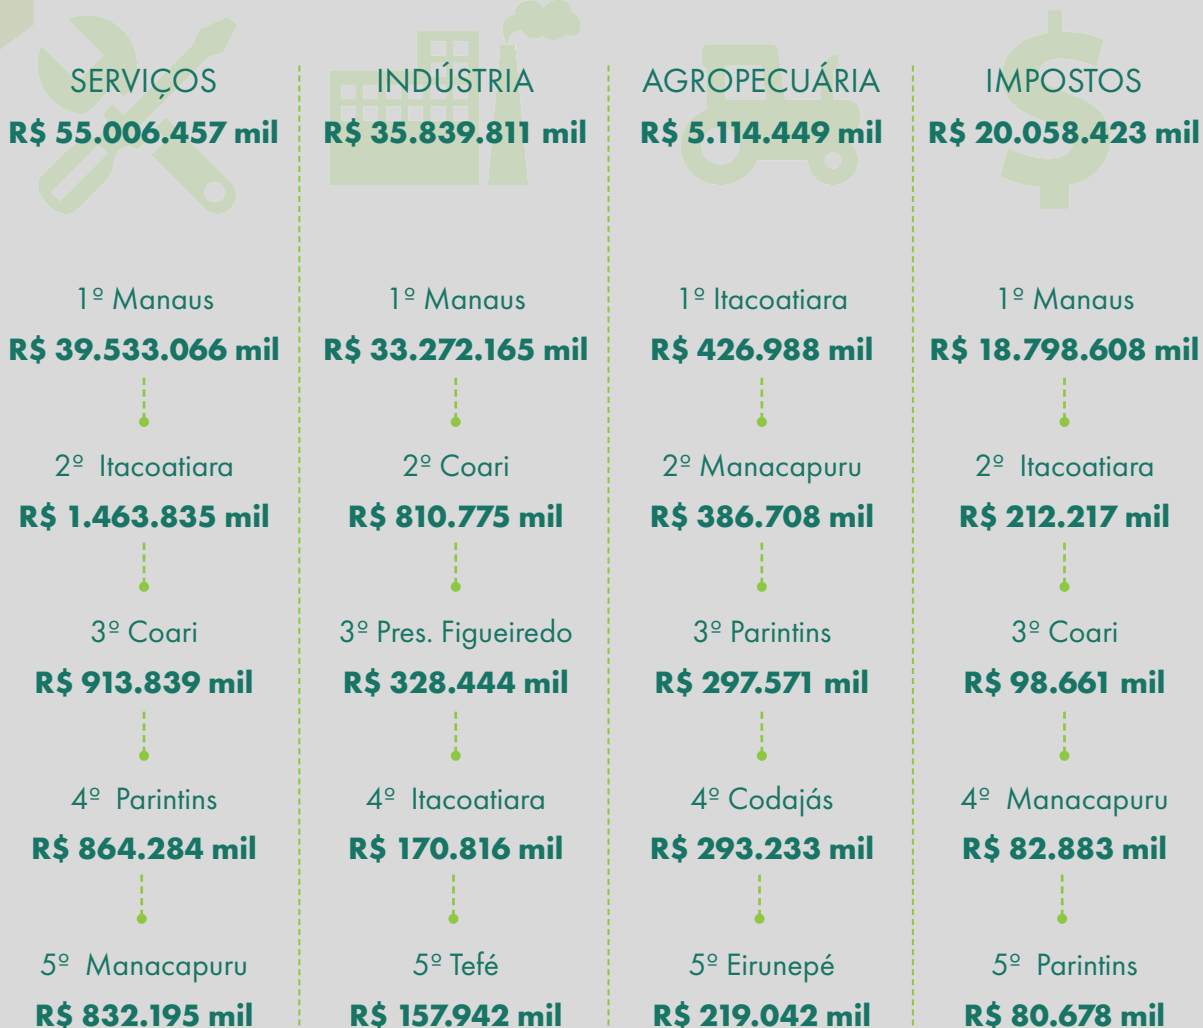 SERVIÇOS
R$ 55.006.457 mil
1º Manaus
R$ 39.533.066 mil
2º Itacoatiara
R$ 1.463.835 mil
3º Coari
R$ 913.839 mil
4º Parintins
R$ 864.284 mil
5º Manacapuru
R$ 832.195 mil
INDÚSTRIA
R$ 35.839.811 mil
1º Manaus
R$ 33.272.165 mil
2º Coari
R$ 810.775 mil
3º Pres. Figueiredo
R$ 328.444 mil
4º Itacoatiara
R$ 170.816 mil
5º Tefé
R$ 157.942 mil
AGROPECUÁRIA
R$ 5.114.449 mil
1º Itacoatiara
R$ 426.988 mil
2º Manacapuru
R$ 386.708 mil
3º Parintins
R$ 297.571 mil
4º Codajás
R$ 293.233 mil
5º Eirunepé
R$ 219.042 mil
IMPOSTOS
R$ 20.058.423 mil
1º Manaus
R$ 18.798.608 mil
2º Itacoatiara
R$ 212.217 mil
3º Coari
R$ 98.661 mil
4º Manacapuru
R$ 82.883 mil
5º Parintins
R$ 80.678 mil